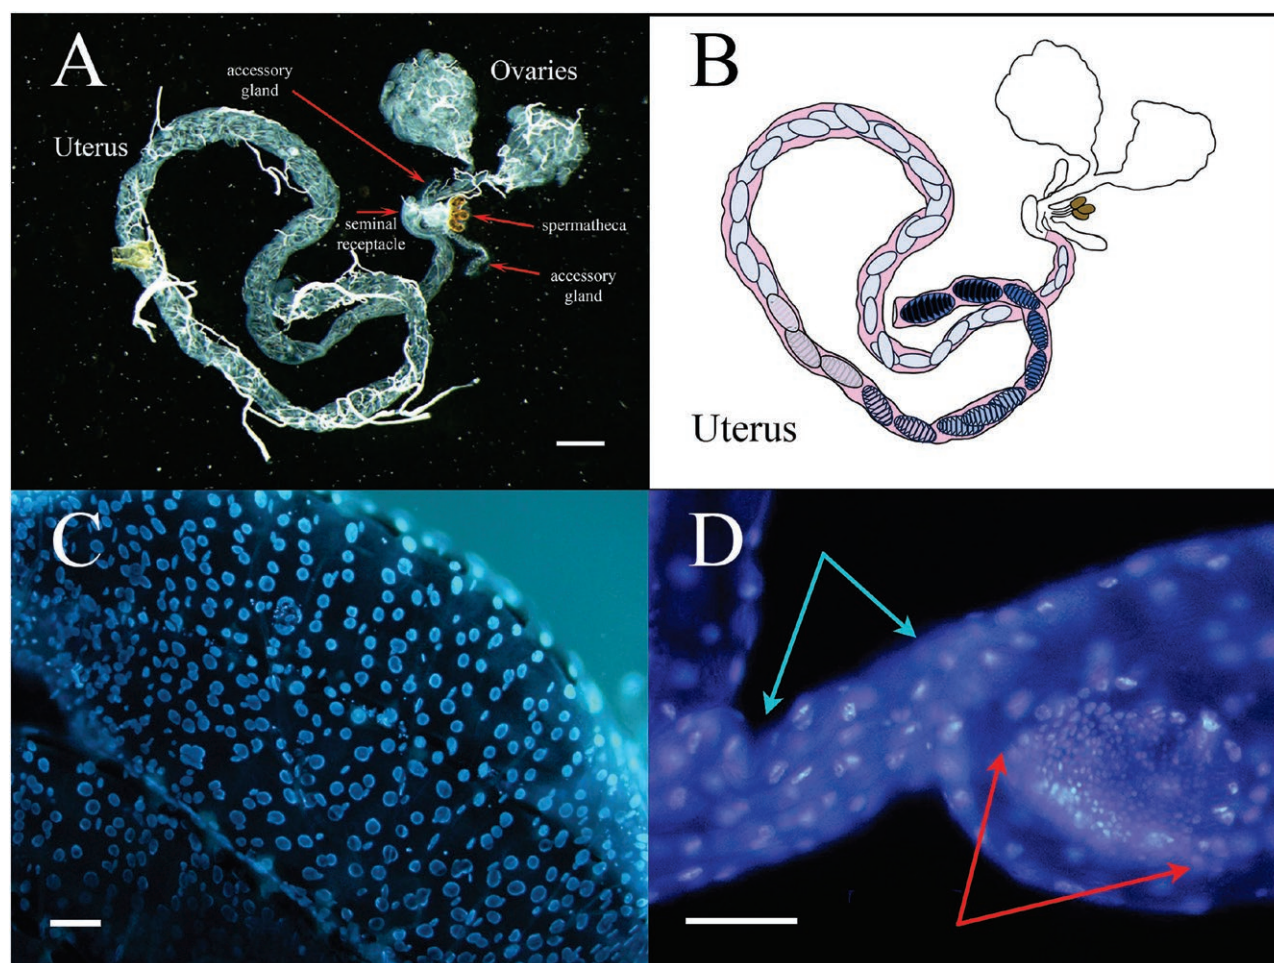 A
accessory
gland
Ovaries
Uterus
seminal
receptacle
spermatheca
accessory
gland
B
Uterus
C
D